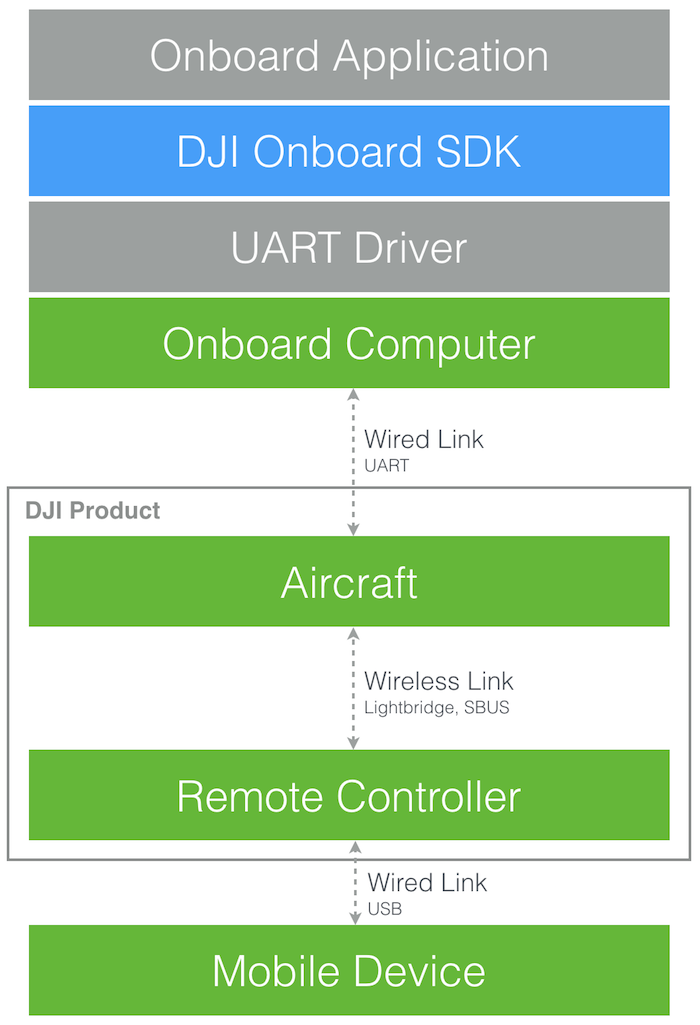 Onboard Application
DJI Onboard SDK
UART Driver
Onboard Computer
Wired Link
UART
DJI Product
Aircraft
Wireless Link
Lightbridge, SBUS
Remote Controller
Wired Link
USB
Mobile Device